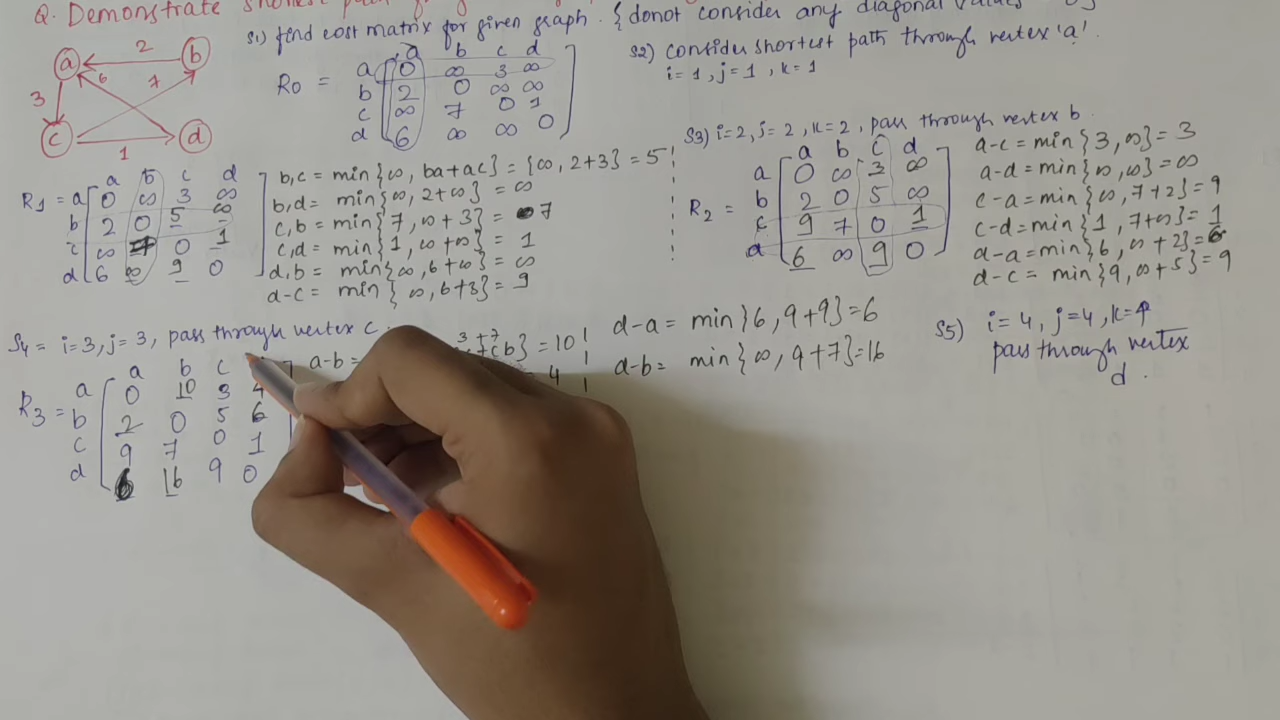 Q. Demonstrate shortest path
S1) find cost matrix for given graph. {donot consider any diagonal values
S2) consider shortest path through vertex 'a'.
i=1, j=1, k=1
a 2 b
3 6 7
c 1 d
a b c d
R0 = a 0 ∞ 3 ∞
b 2 0 ∞ ∞
c ∞ 7 0 1
d 6 ∞ ∞ 0
a b c d
R1 = a 0 ∞ 3 ∞
b 2 0 5 ∞
c ∞ 7 0 1
d 6 ∞ 9 0
b,c = min{∞, ba+ac} = {∞, 2+3} = 5
b,d = min{∞, 2+∞} = ∞
c,b = min{7, ∞+3} = 7
c,d = min{1, ∞+∞} = 1
d,b = min{∞, 6+∞} = ∞
d-c = min{∞, 6+3} = 9
S3) i=2, j=2, k=2, pass through vertex b.
a b c d
R2 = a 0 ∞ 3 ∞
b 2 0 5 ∞
c 9 7 0 1
d 6 ∞ 9 0
a-c = min{3, ∞} = 3
a-d = min{∞, ∞} = ∞
c-a = min{∞, 7+2} = 9
c-d = min{1, 7+∞} = 1
d-a = min{6, ∞+2} = 6
d-c = min{9, ∞+5} = 9
S4 = i=3, j=3, pass through vertex c.
a b c
R3 = a 0 10 3 4
b 2 0 5 6
c 9 7 0 1
d 6 16 9 0
a-b =
3+7
cb} = 10
4
d-a = min{6, 9+9} = 6
d-b = min{∞, 9+7} = 16
S5) i=4, j=4, k=4
pass through vertex
d.